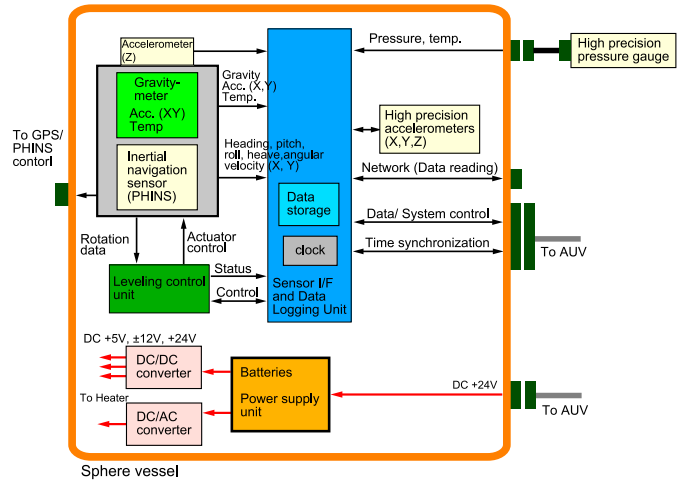 Accelerometer
(Z)
Gravity-
meter
Acc. (XY)
Temp
Inertial
navigation
sensor
(PHINS)
To GPS/
PHINS
contorl
Gravity
Acc. (X,Y)
Temp.
Heading, pitch,
roll, heave,angular
velocity (X, Y)
Pressure, temp.
High precision
pressure gauge
High precision
accelerometers
(X,Y,Z)
Network (Data reading)
Data
storage
Data/ System control
clock
Time synchronization
To AUV
Rotation
data
Actuator
control
Leveling control
unit
Status
Control
Sensor I/F
and Data
Logging Unit
DC +5V, ±12V, +24V
DC/DC
converter
Batteries
Power supply
unit
DC +24V
To Heater
DC/AC
converter
To AUV
Sphere vessel